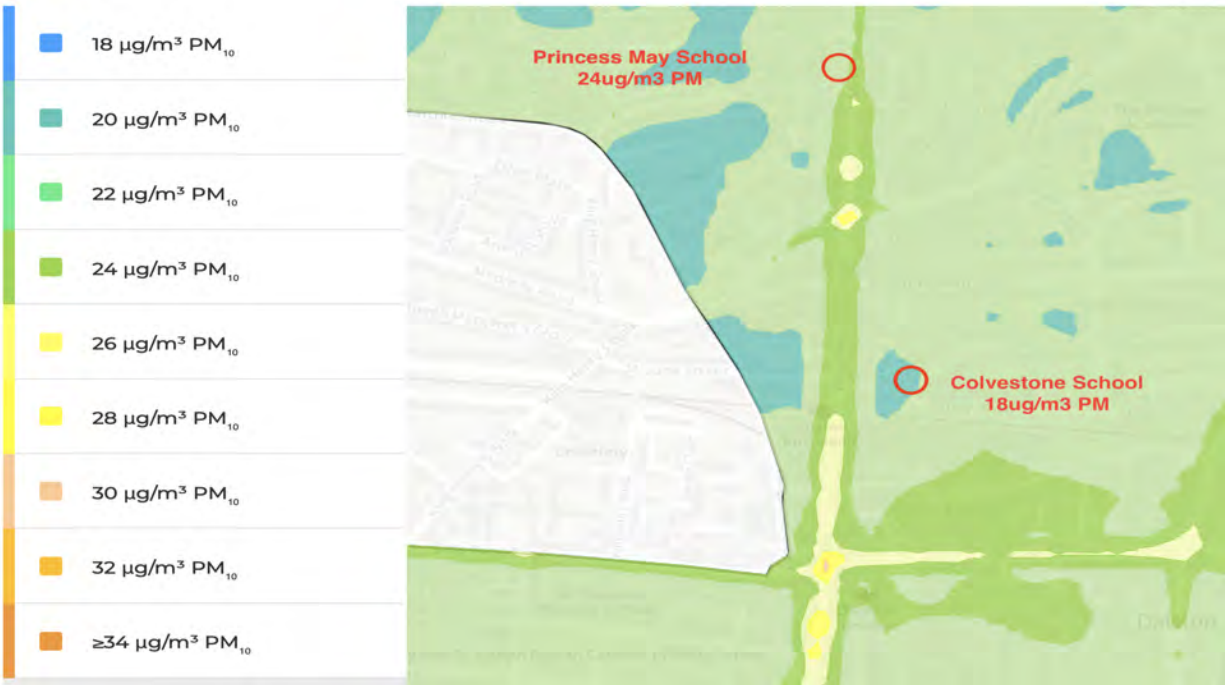 18 µg/m³ PM₁₀
20 µg/m³ PM₁₀
22 µg/m³ PM₁₀
24 µg/m³ PM₁₀
26 µg/m³ PM₁₀
28 µg/m³ PM₁₀
30 µg/m³ PM₁₀
32 µg/m³ PM₁₀
≥34 µg/m³ PM₁₀
Princess May School
24ug/m3 PM
Colvestone School
18ug/m3 PM